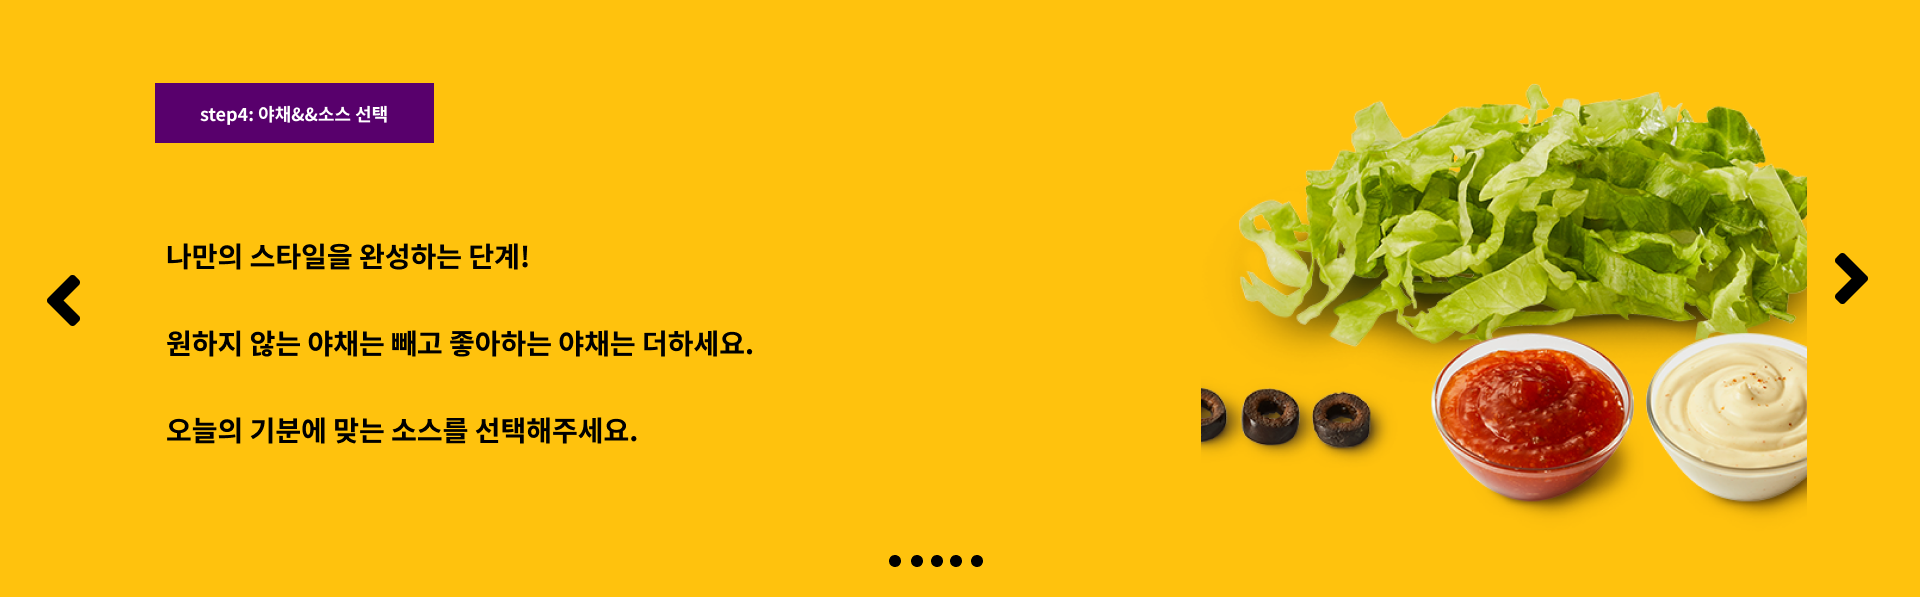 step4: 야채&&소스 선택
나만의 스타일을 완성하는 단계!
원하지 않는 야채는 빼고 좋아하는 야채는 더하세요.
오늘의 기분에 맞는 소스를 선택해주세요.